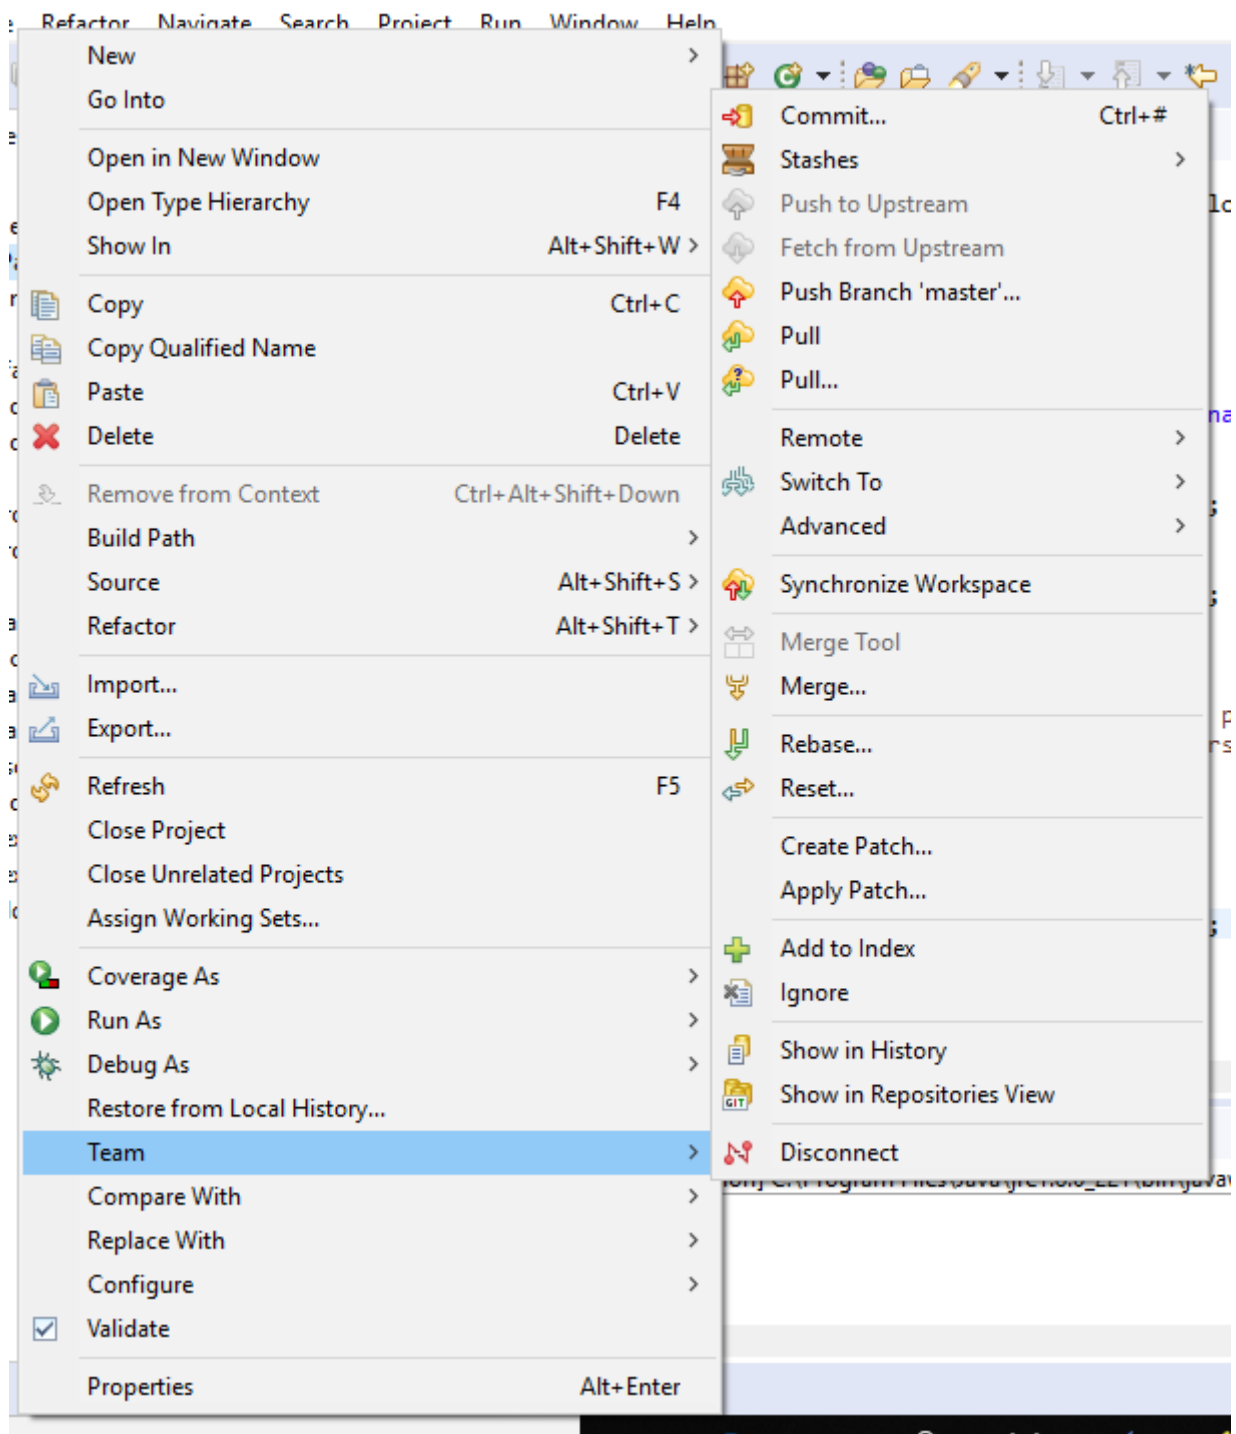 Refactor Navigate Search Project Run Window Help
New
Go Into
Open in New Window
Open Type Hierarchy F4
Show In Alt+Shift+W
Copy Ctrl+C
Copy Qualified Name
Paste Ctrl+V
Delete Delete
Remove from Context Ctrl+Alt+Shift+Down
Build Path
Source Alt+Shift+S
Refactor Alt+Shift+T
Import...
Export...
Refresh F5
Close Project
Close Unrelated Projects
Assign Working Sets...
Coverage As
Run As
Debug As
Restore from Local History...
Team
Compare With
Replace With
Configure
Validate
Properties Alt+Enter
Commit... Ctrl+#
Stashes
Push to Upstream
Fetch from Upstream
Push Branch 'master'...
Pull
Pull...
Remote
Switch To
Advanced
Synchronize Workspace
Merge Tool
Merge...
Rebase...
Reset...
Create Patch...
Apply Patch...
Add to Index
Ignore
Show in History
GIT Show in Repositories View
Disconnect